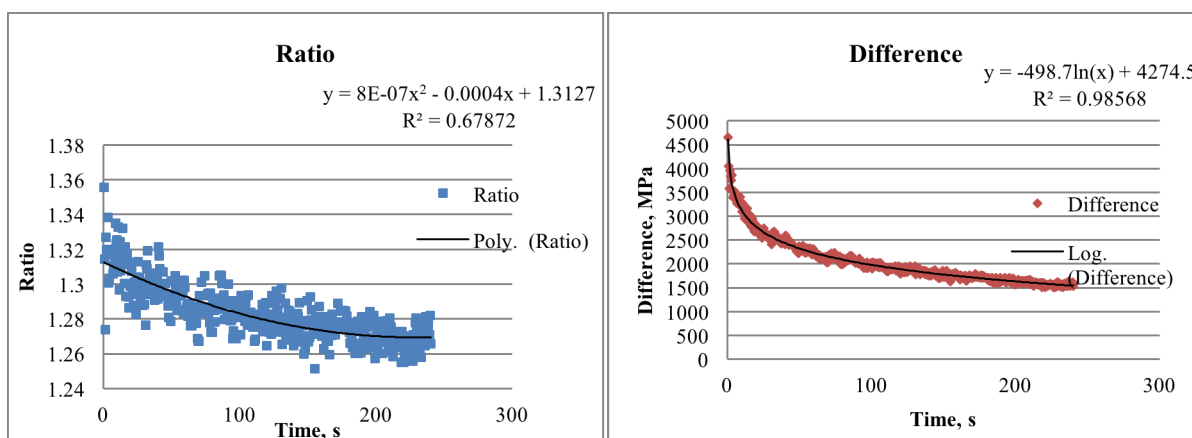 Ratio
y = 8E-07x² - 0.0004x + 1.3127
R² = 0.67872
1.38
1.36
1.34
1.32
1.3
1.28
1.26
1.24
Ratio
Ratio
Poly. (Ratio)
0
100
200
300
Time, s
Difference
y = -498.7ln(x) + 4274.5
R² = 0.98568
5000
4500
4000
3500
3000
2500
2000
1500
1000
500
0
Difference, MPa
Difference
Log.
(Difference)
0
100
200
300
Time, s